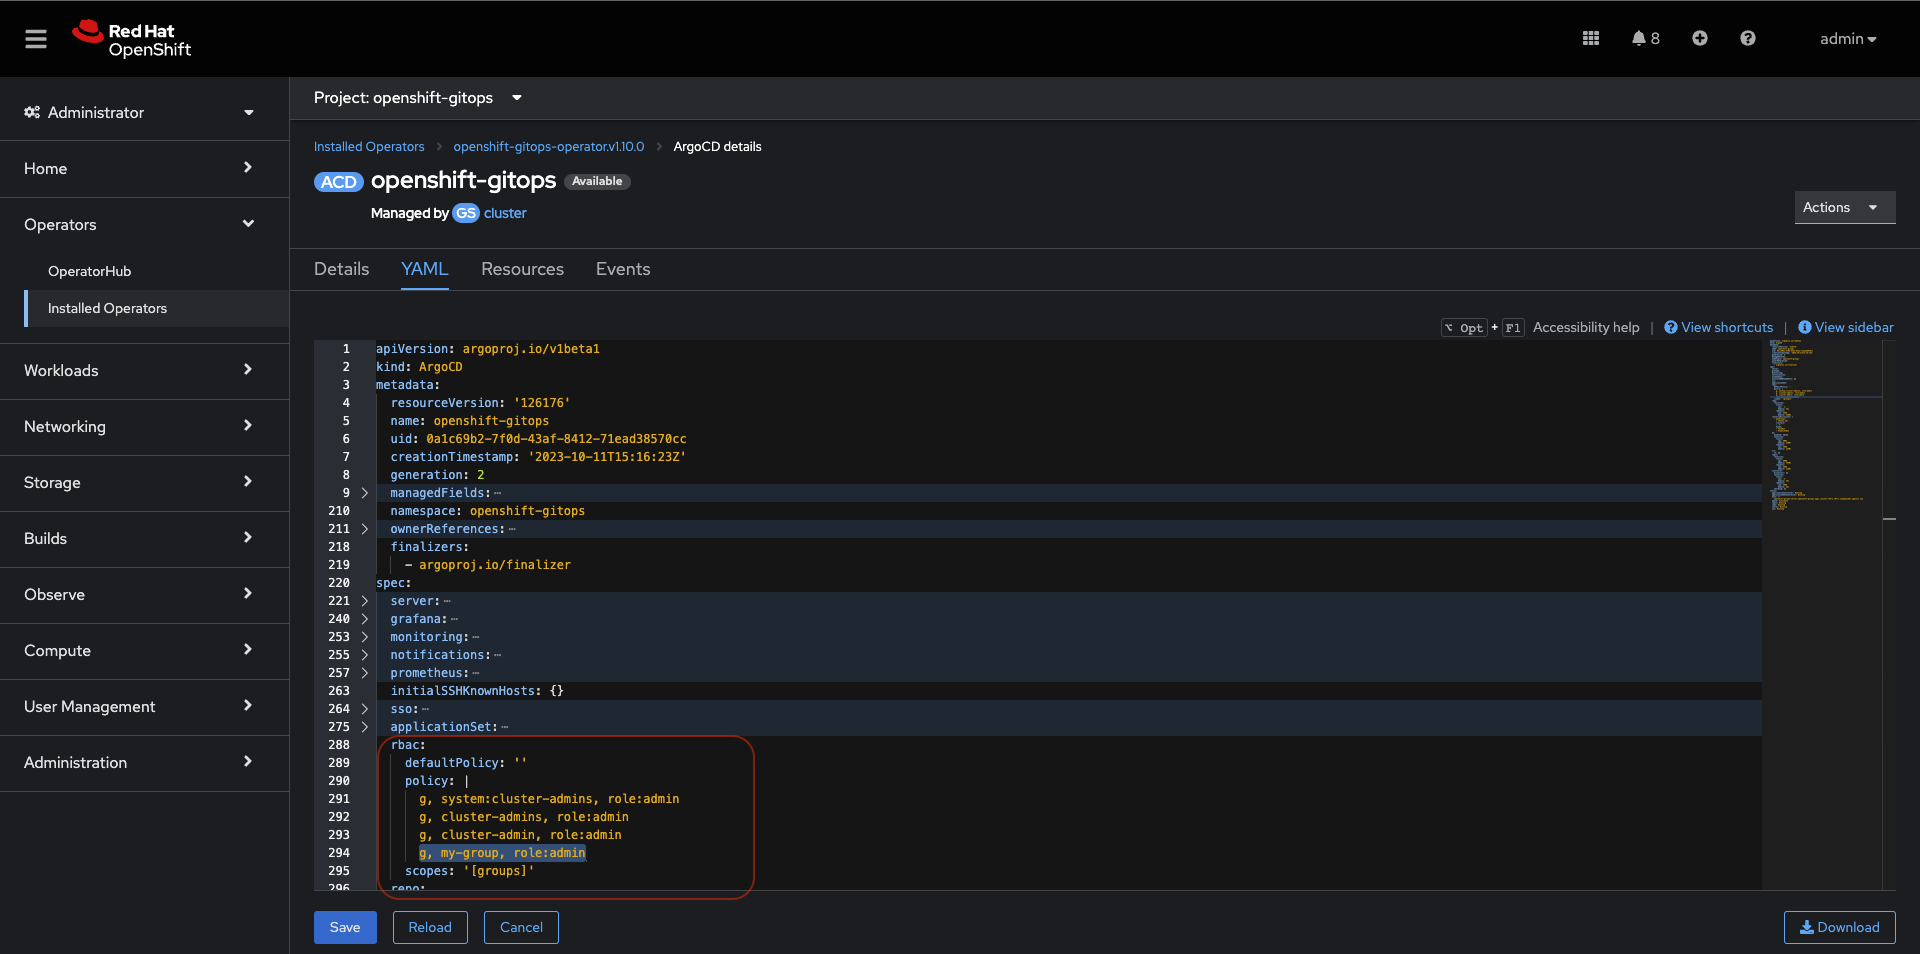 Red Hat
OpenShift
8
admin
Administrator
Home
Operators
OperatorHub
Installed Operators
Workloads
Networking
Storage
Builds
Observe
Compute
User Management
Administration
Project: openshift-gitops
Installed Operators > openshift-gitops-operator.v1.10.0 > ArgoCD details
ACD openshift-gitops Available
Managed by GS cluster
Actions
Details YAML Resources Events
⌥ Opt + F1 Accessibility help | View shortcuts | View sidebar
1 apiVersion: argoproj.io/v1beta1
2 kind: ArgoCD
3 metadata:
4 resourceVersion: '126176'
5 name: openshift-gitops
6 uid: 0a1c69b2-7f0d-43af-8412-71ead38570cc
7 creationTimestamp: '2023-10-11T15:16:23Z'
8 generation: 2
9 managedFields: ⋯
210 namespace: openshift-gitops
211 ownerReferences: ⋯
218 finalizers:
219 - argoproj.io/finalizer
220 spec:
221 server: ⋯
240 grafana: ⋯
253 monitoring: ⋯
255 notifications: ⋯
257 prometheus: ⋯
263 initialSSHKnownHosts: {}
264 sso: ⋯
275 applicationSet: ⋯
288 rbac:
289 defaultPolicy: ''
290 policy: |
291 g, system:cluster-admins, role:admin
292 g, cluster-admins, role:admin
293 g, cluster-admin, role:admin
294 g, my-group, role:admin
295 scopes: '[groups]'
296 repo:
Save Reload Cancel
Download